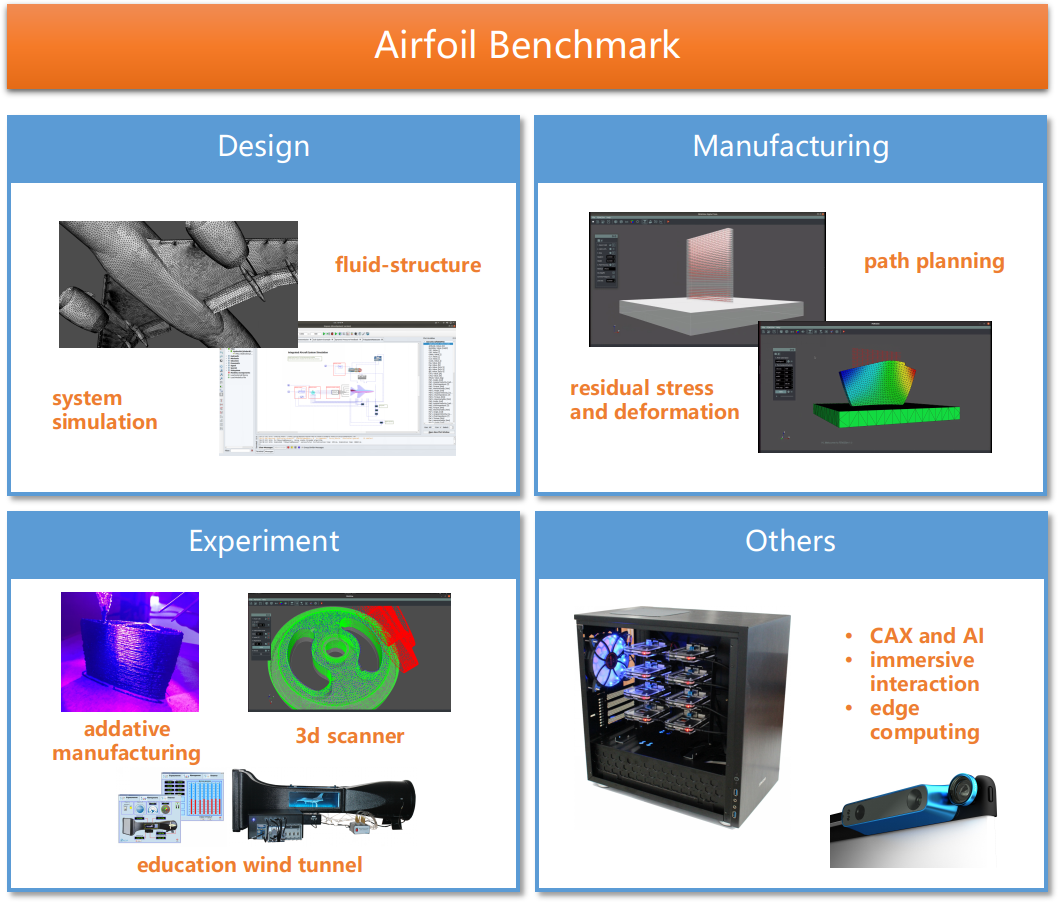 Airfoil Benchmark
Design
fluid-structure
system
simulation
Manufacturing
path planning
residual stress
and deformation
Experiment
addative
manufacturing
3d scanner
education wind tunnel
Others
• CAX and AI
• immersive
interaction
• edge
computing